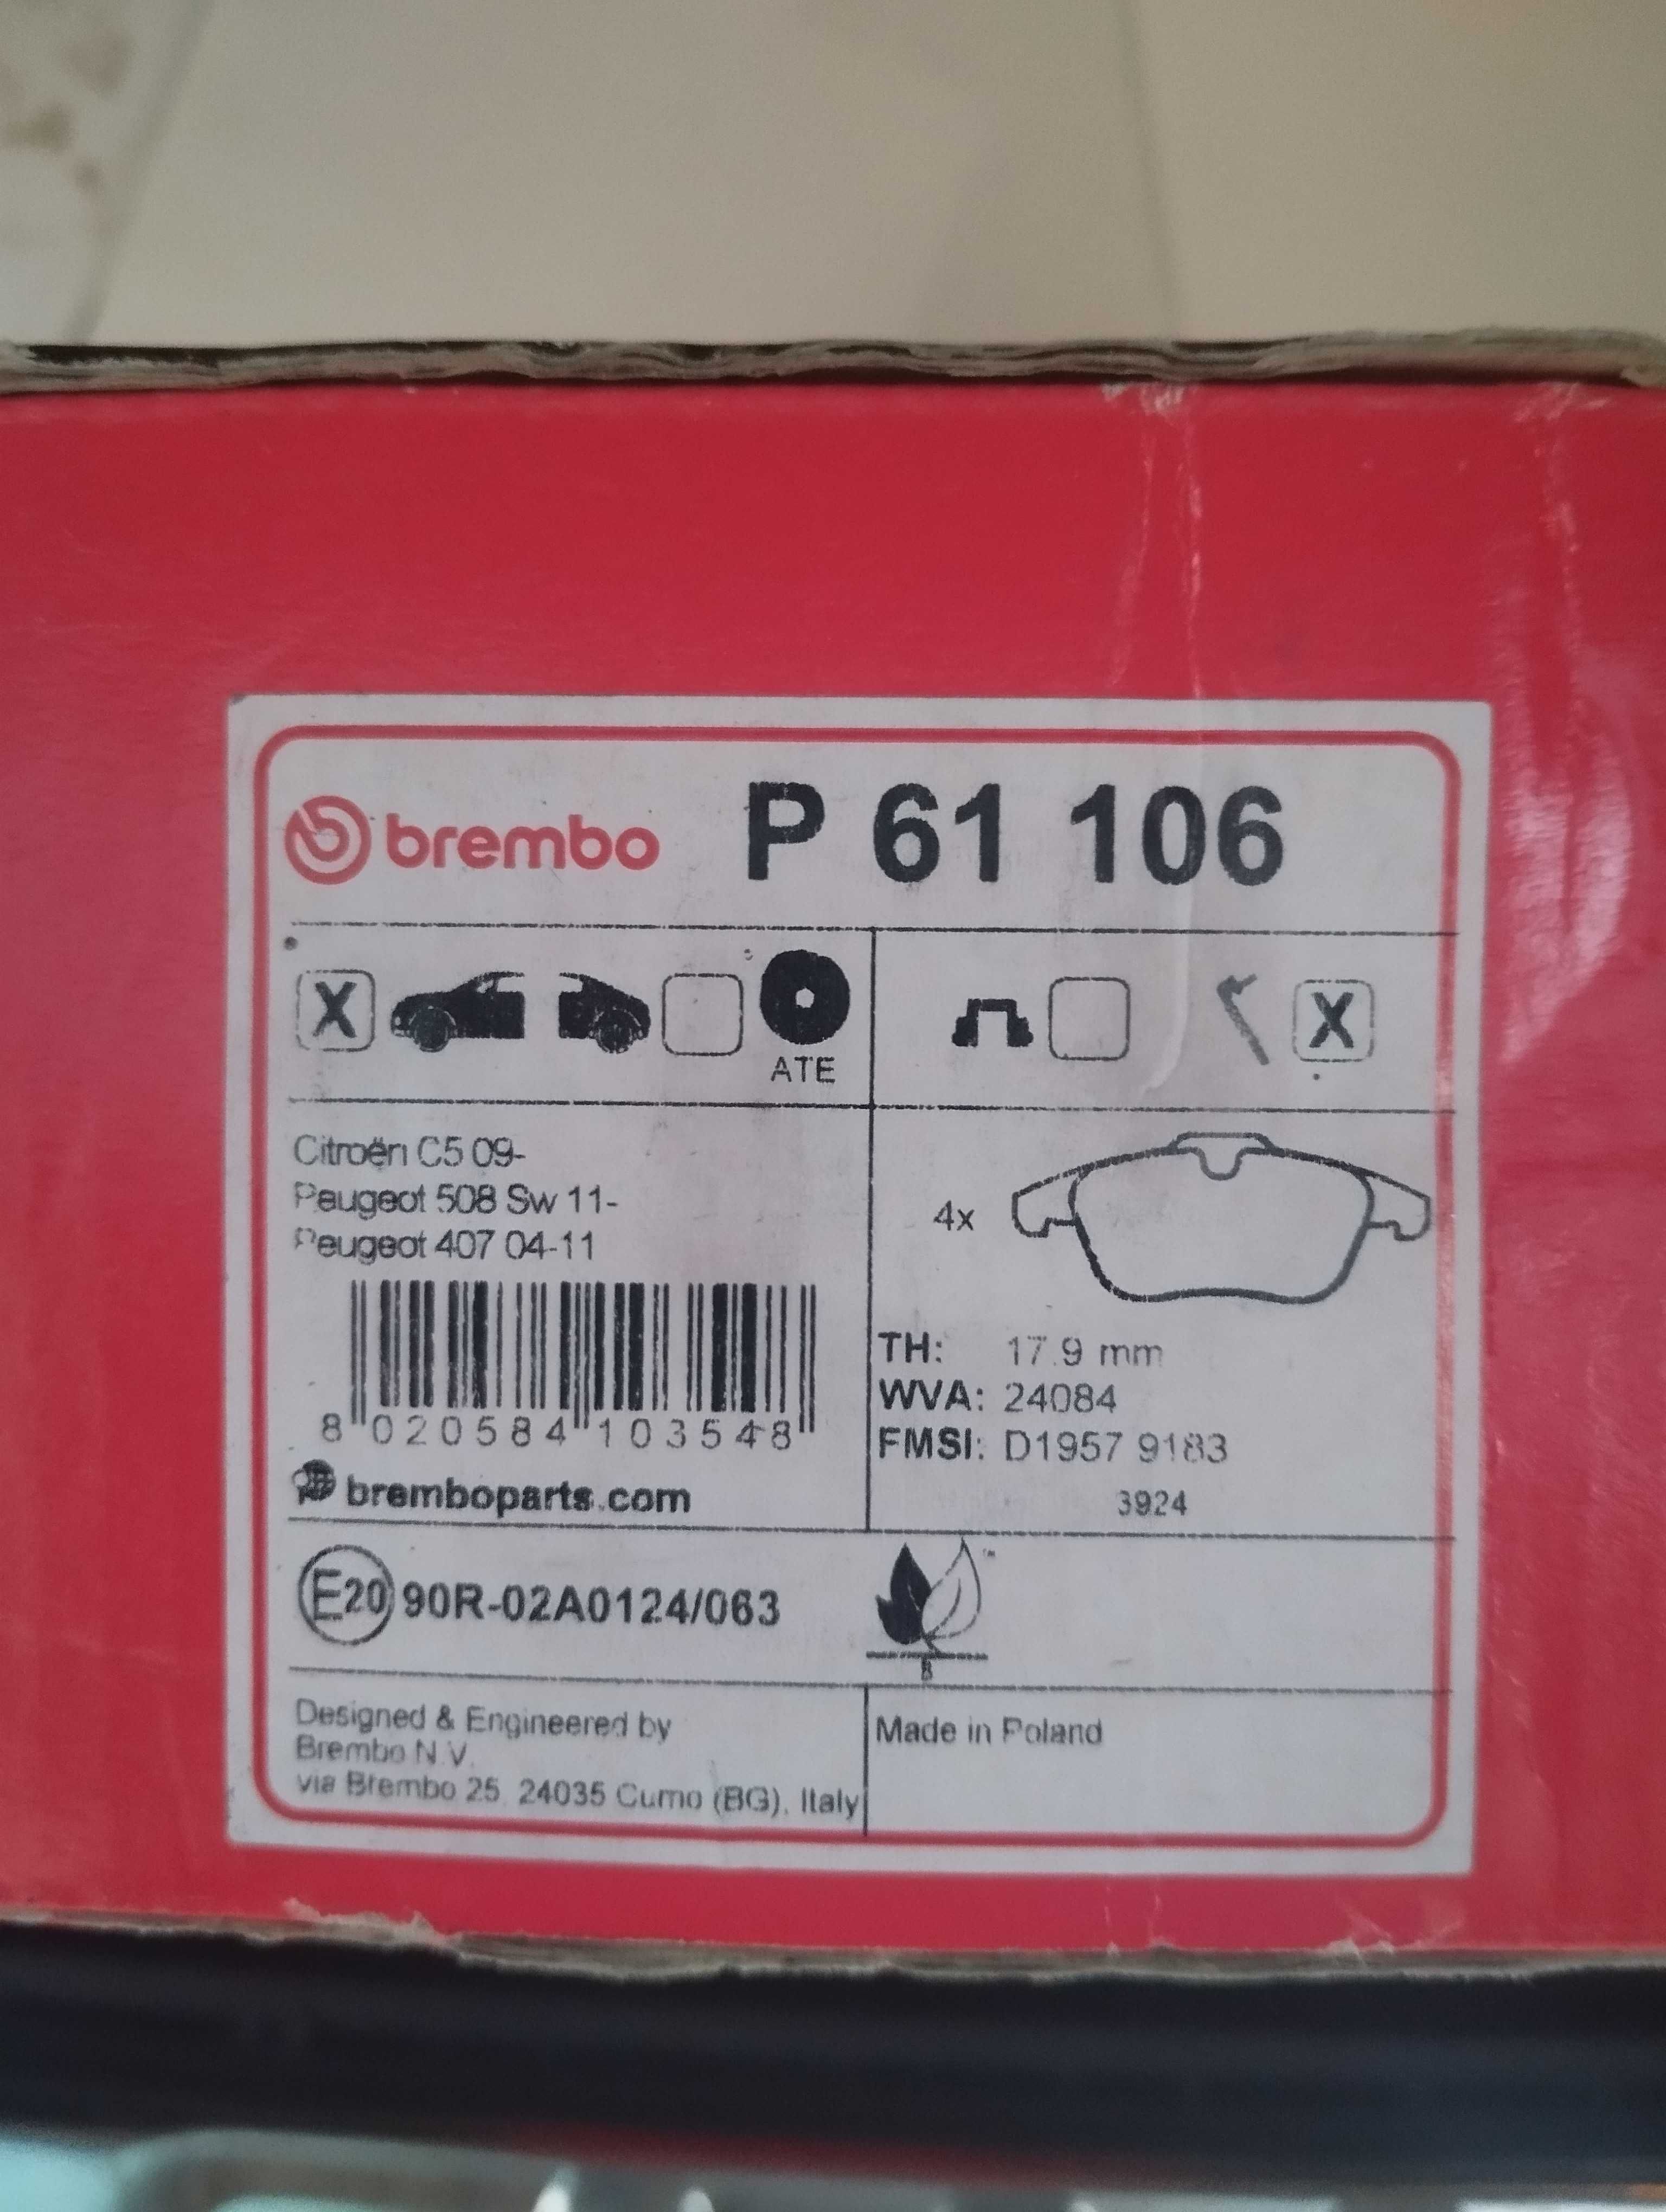 brembo P 61 106
X X
ATE
Citroën C5 09-
Peugeot 508 Sw 11-
Peugeot 407 04-11
4x
TH: 17.9 mm
WVA: 24084
FMSI: D1957 9183
3924
8 020584 103548
bremboparts.com
E20 90R-02A0124/063
™
B
Designed & Engineered by
Brembo N.V.
via Brembo 25, 24035 Curno (BG), Italy
Made in Poland